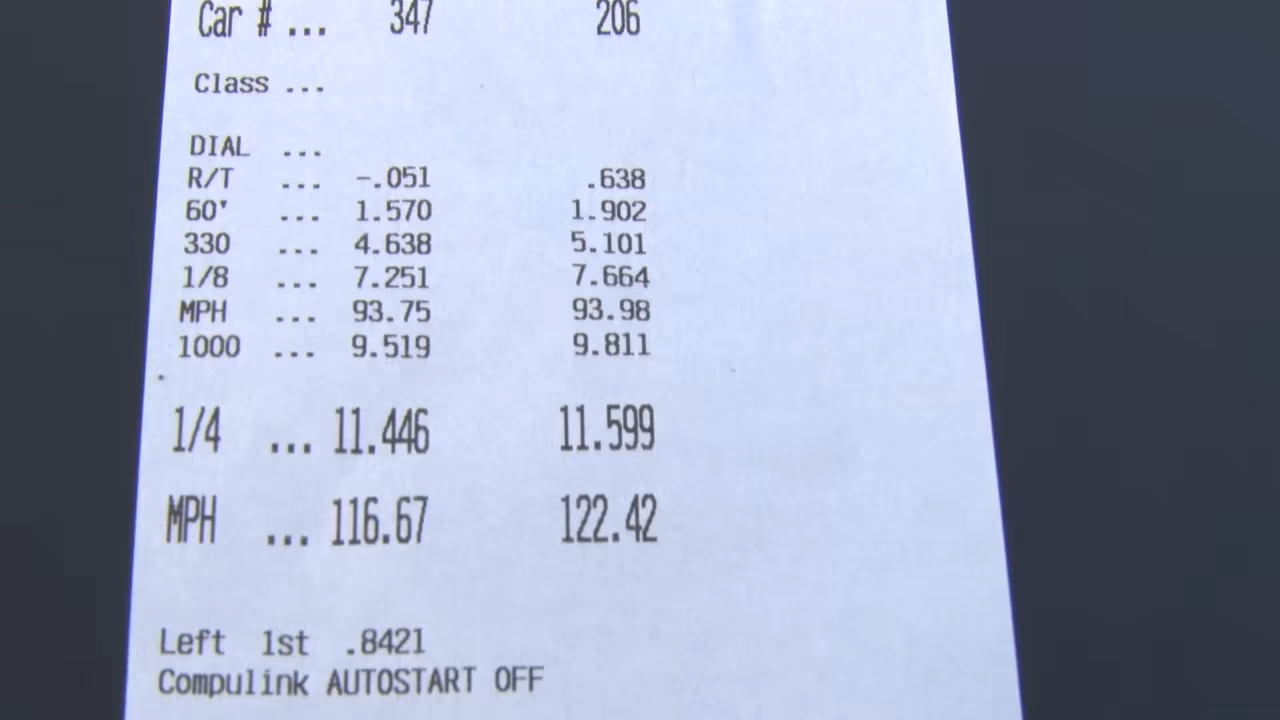 Car # ... 347 206
Class ...
DIAL ...
R/T ... -.051 .638
60' ... 1.570 1.902
330 ... 4.638 5.101
1/8 ... 7.251 7.664
MPH ... 93.75 93.98
1000 ... 9.519 9.811
1/4 ... 11.446 11.599
MPH ... 116.67 122.42
Left 1st .8421
Compulink AUTOSTART OFF